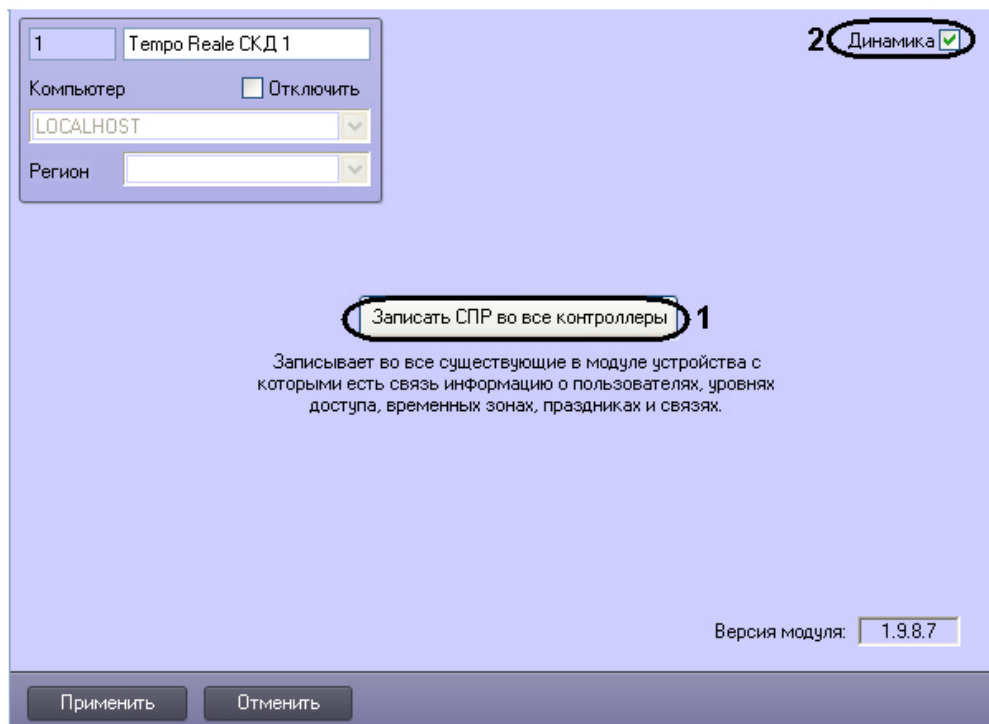 1 Tempo Reale СКД 1
2 Динамика
Компьютер Отключить
LOCALHOST
Регион
Записать СПР во все контроллеры 1
Записывает во все существующие в модуле устройства с
которыми есть связь информацию о пользователях, уровнях
доступа, временных зонах, праздниках и связях.
Версия модуля: 1.9.8.7
Применить Отменить